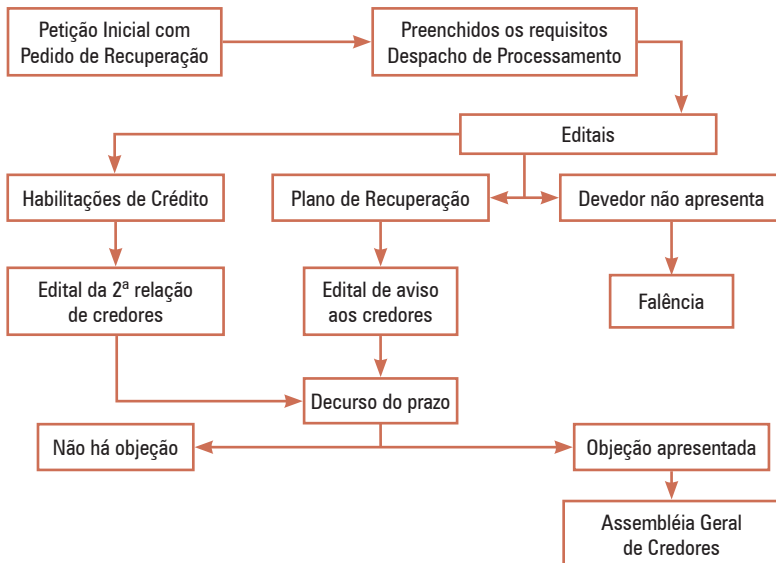 Petição Inicial com
Pedido de Recuperação
Preenchidos os requisitos
Despacho de Processamento
Editais
Habilitações de Crédito
Plano de Recuperação
Devedor não apresenta
Edital da 2ª relação
de credores
Edital de aviso
aos credores
Falência
Decurso do prazo
Não há objeção
Objeção apresentada
Assembléia Geral
de Credores